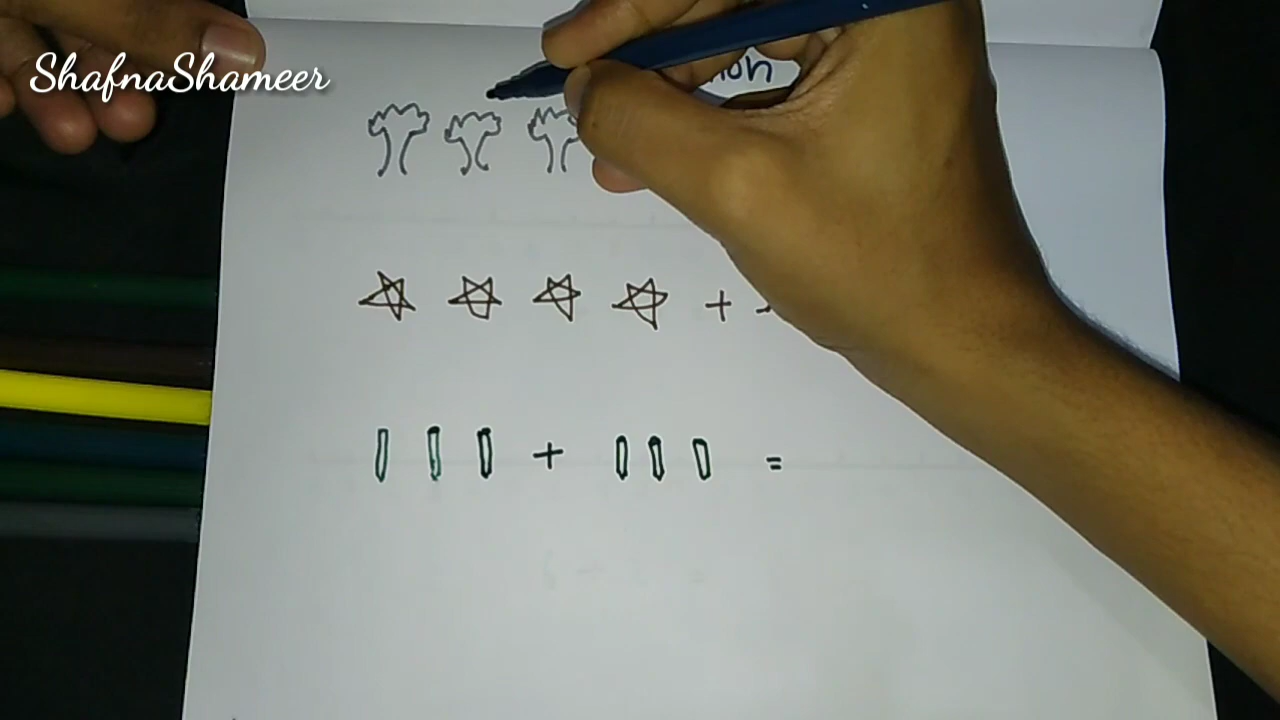 ShafnaShameer
+
+ =